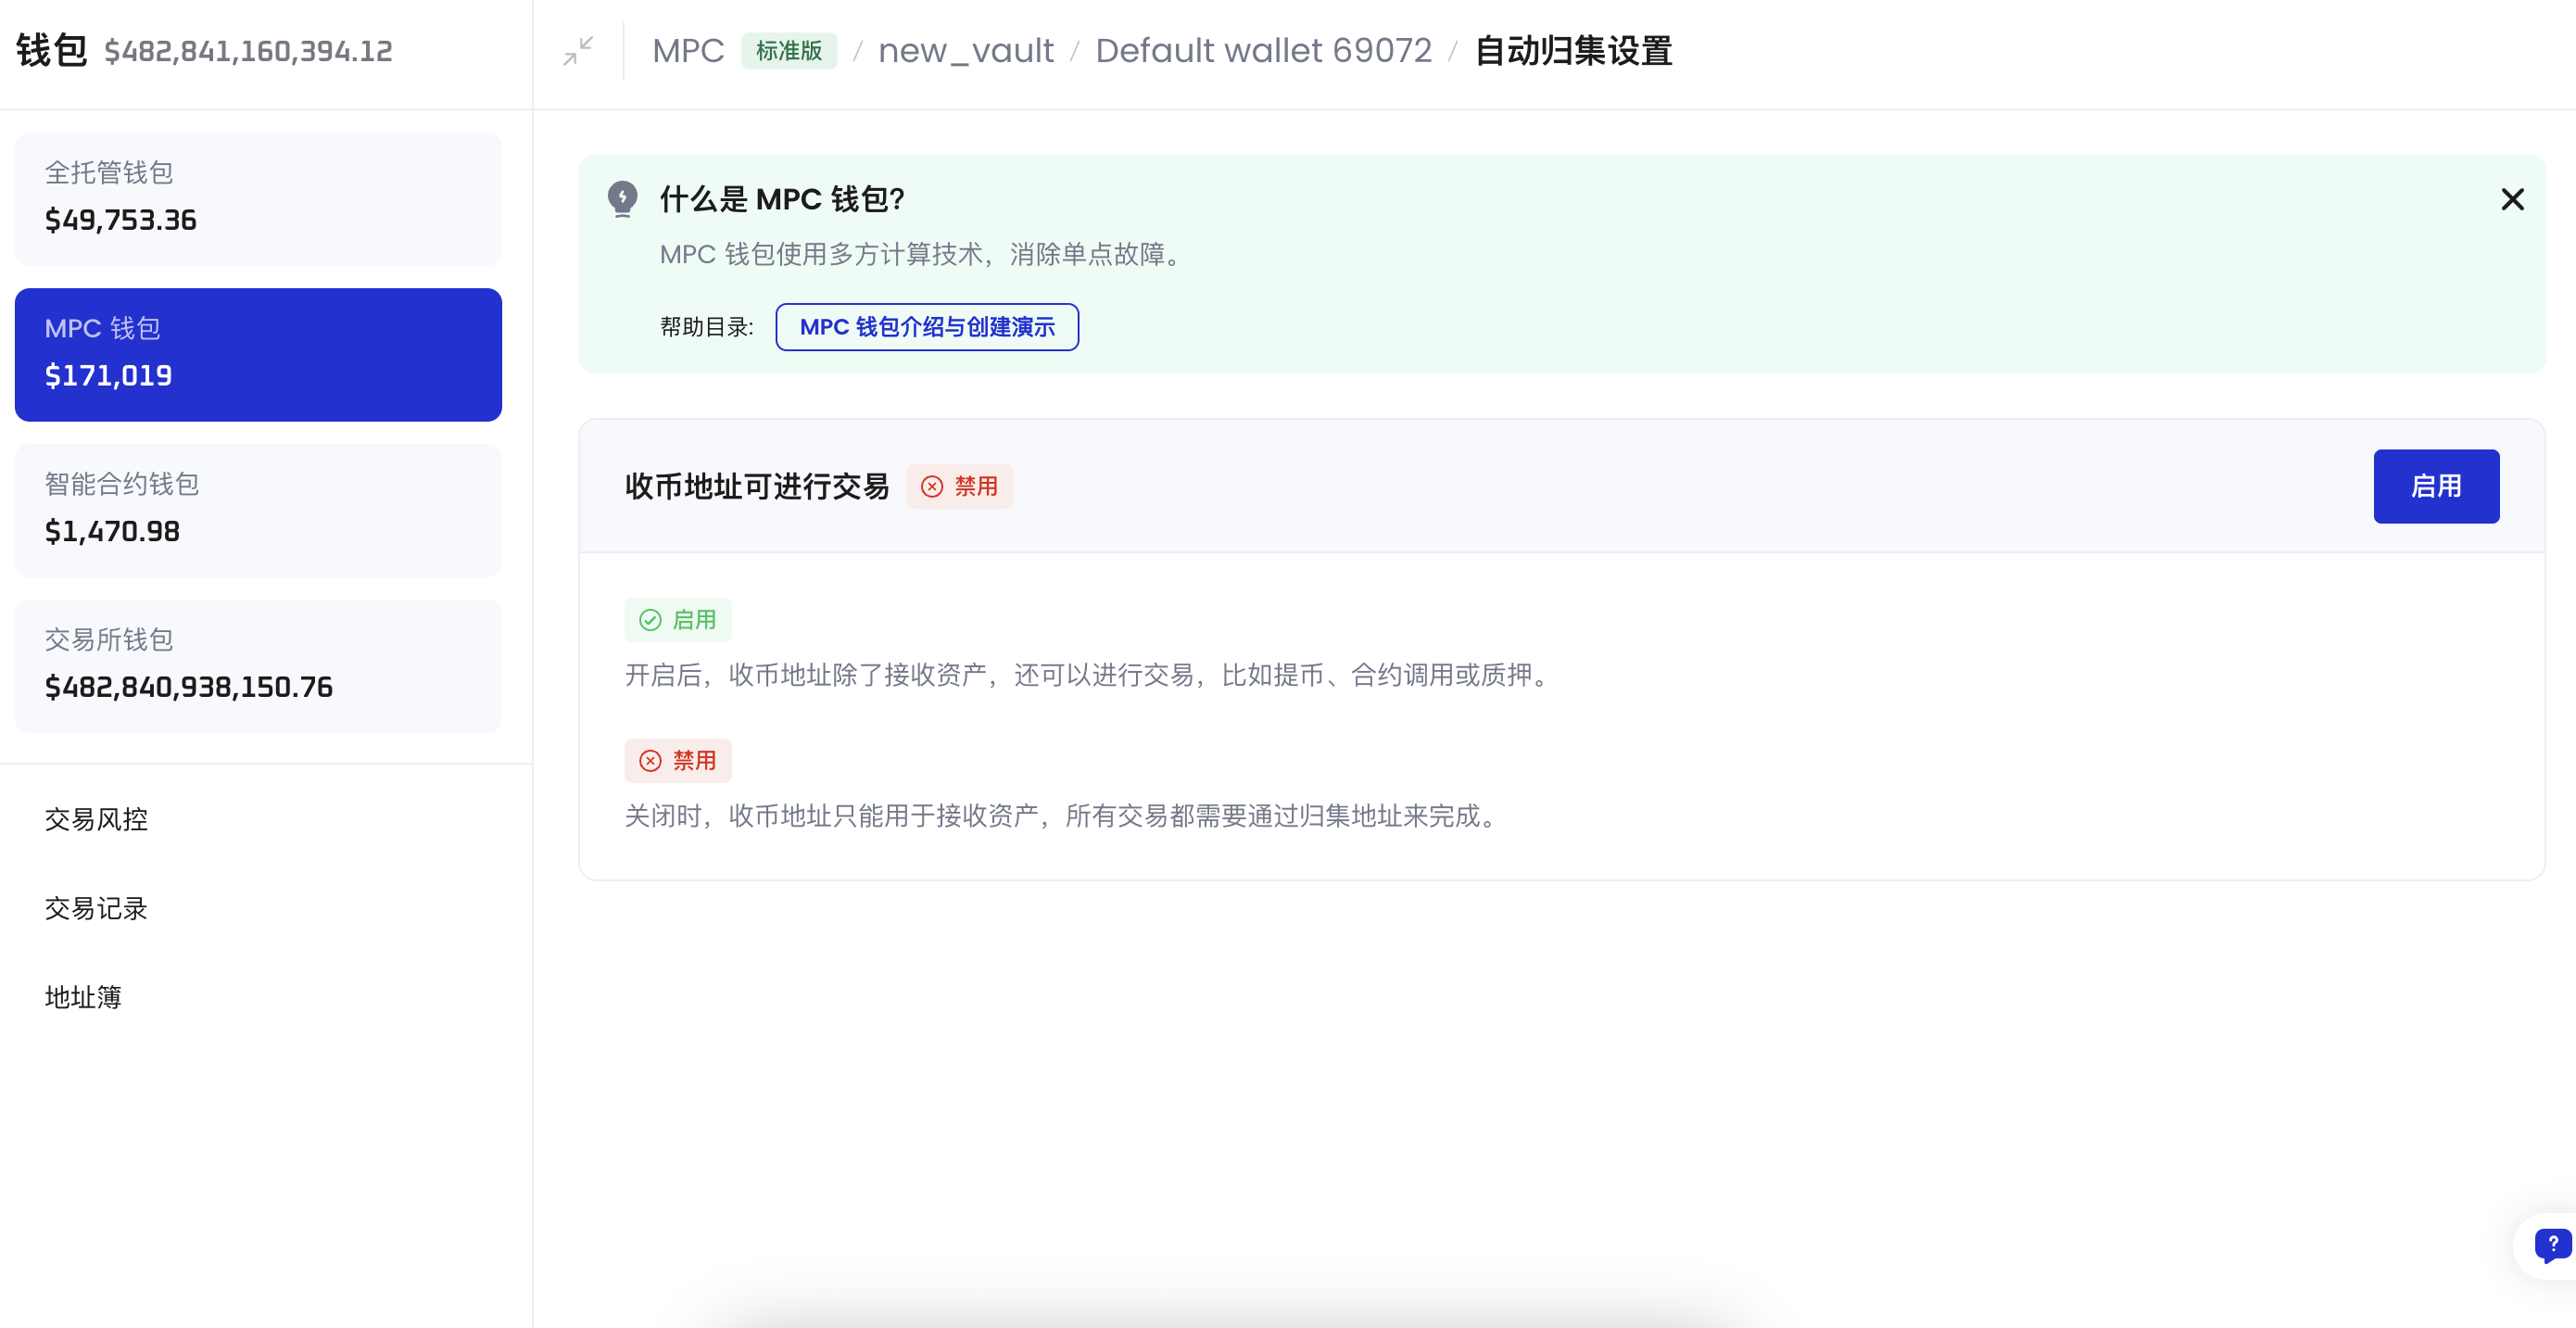 钱包 $482,841,160,394.12
MPC 标准版 / new_vault / Default wallet 69072 / 自动归集设置
全托管钱包
$49,753.36
MPC 钱包
$171,019
智能合约钱包
$1,470.98
交易所钱包
$482,840,938,150.76
交易风控
交易记录
地址簿
什么是 MPC 钱包?
MPC 钱包使用多方计算技术，消除单点故障。
帮助目录: MPC 钱包介绍与创建演示
收币地址可进行交易 禁用
启用
启用
开启后，收币地址除了接收资产，还可以进行交易，比如提币、合约调用或质押。
禁用
关闭时，收币地址只能用于接收资产，所有交易都需要通过归集地址来完成。